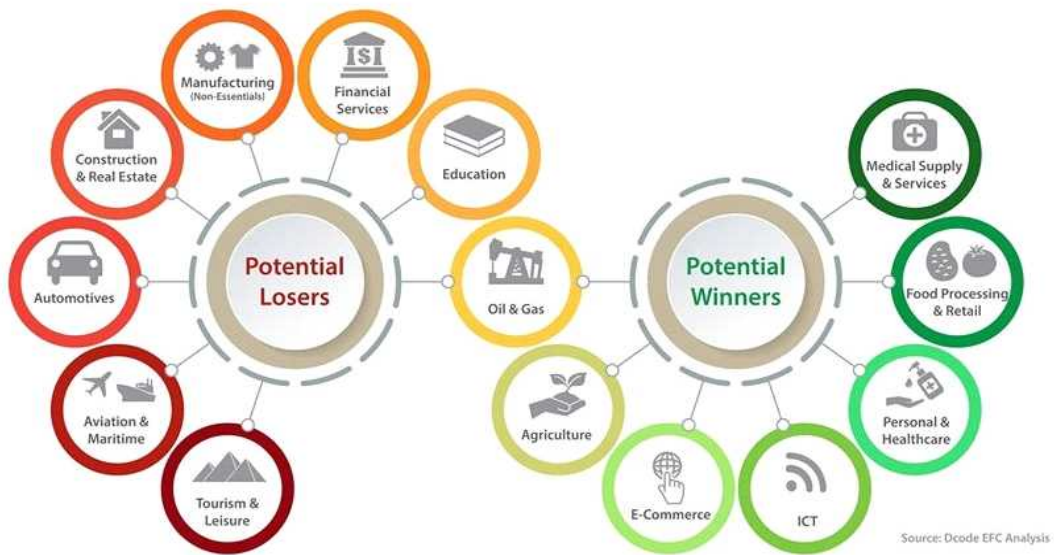 Manufacturing
(Non-Essentials)
Financial
Services
Construction
& Real Estate
Education
Medical Supply
& Services
Automotives
Potential
Losers
Oil & Gas
Potential
Winners
Food Processing
& Retail
Aviation &
Maritime
Agriculture
Personal &
Healthcare
Tourism &
Leisure
E-Commerce
ICT
Source: Dcode EFC Analysis